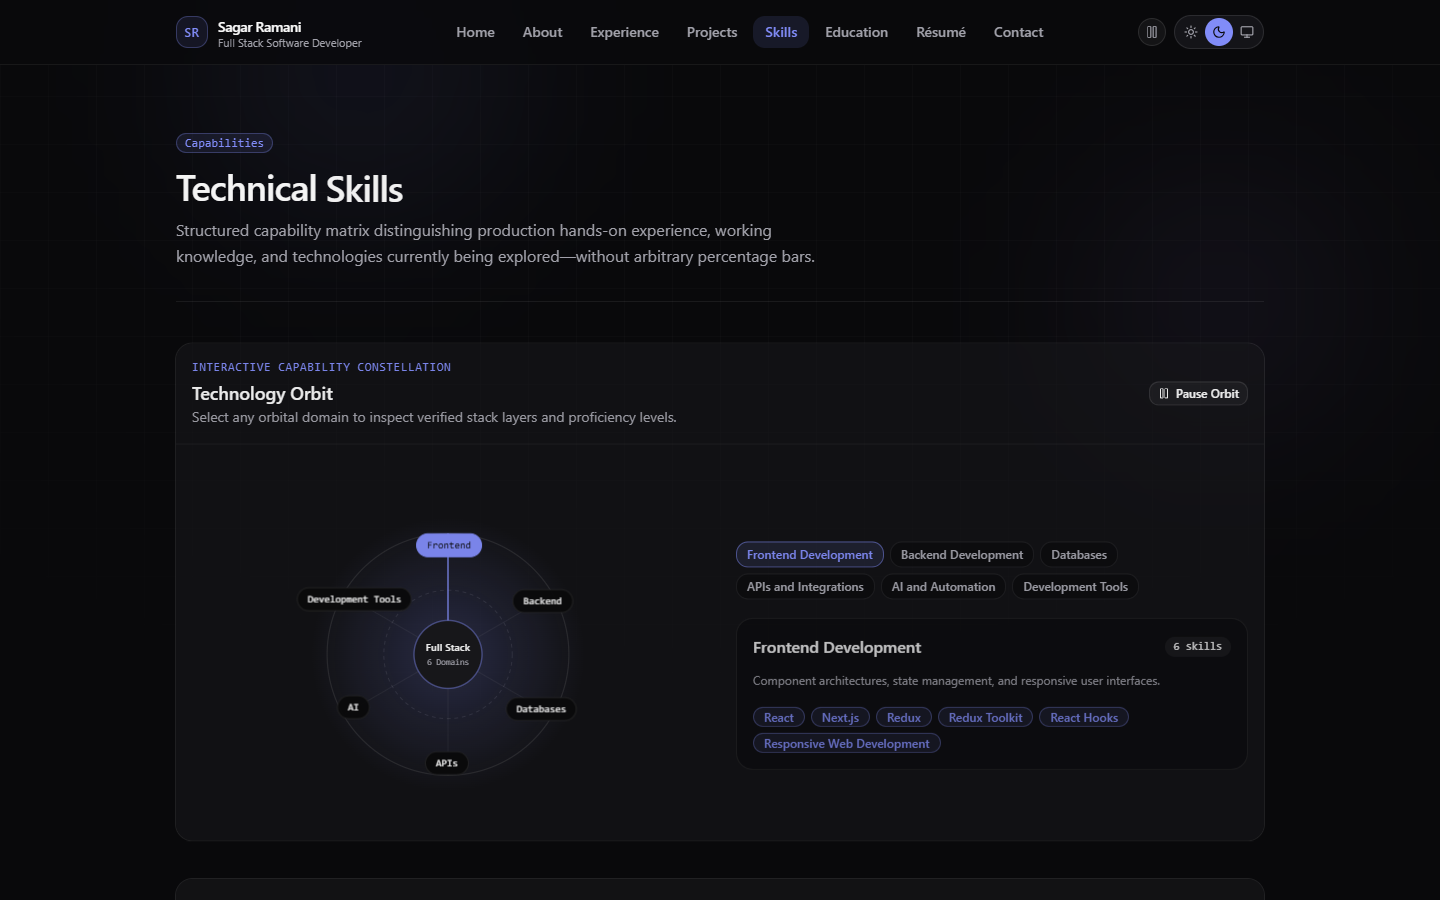 SR
Sagar Ramani
Full Stack Software Developer
Home About Experience Projects Skills Education Résumé Contact
Capabilities
Technical Skills
Structured capability matrix distinguishing production hands-on experience, working
knowledge, and technologies currently being explored—without arbitrary percentage bars.
INTERACTIVE CAPABILITY CONSTELLATION
Technology Orbit
Select any orbital domain to inspect verified stack layers and proficiency levels.
Pause Orbit
Frontend
Development Tools
Backend
Full Stack
6 Domains
AI
Databases
APIs
Frontend Development Backend Development Databases
APIs and Integrations AI and Automation Development Tools
Frontend Development
6 skills
Component architectures, state management, and responsive user interfaces.
React Next.js Redux Redux Toolkit React Hooks
Responsive Web Development